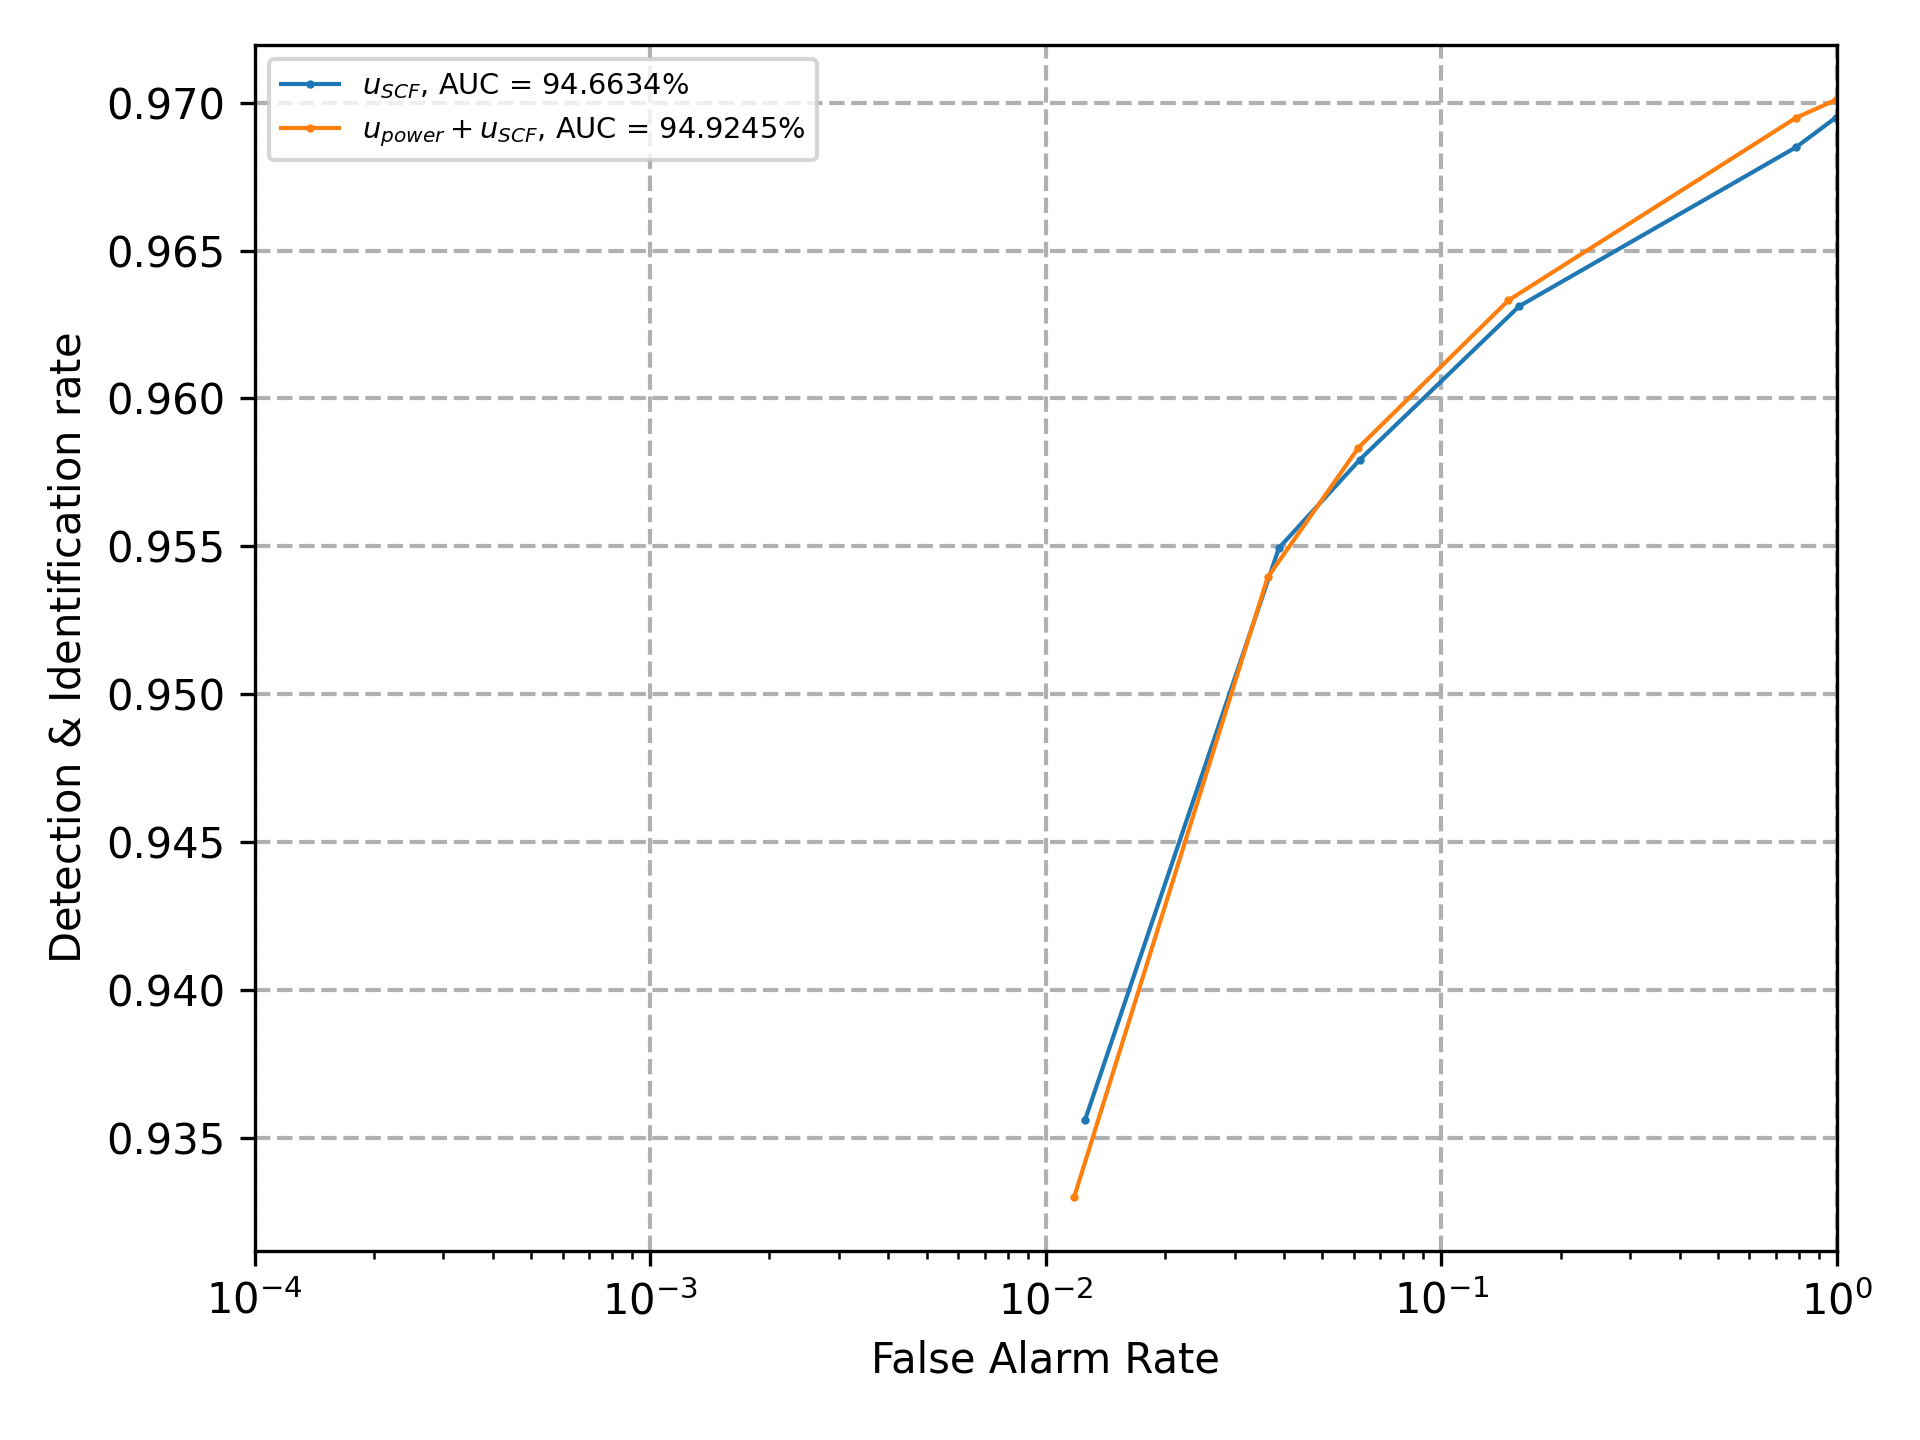 u_SCF, AUC = 94.6634%
u_power + u_SCF, AUC = 94.9245%
0.970
0.965
0.960
0.955
0.950
0.945
0.940
0.935
Detection & Identification rate
10⁻⁴ 10⁻³ 10⁻² 10⁻¹ 10⁰
False Alarm Rate